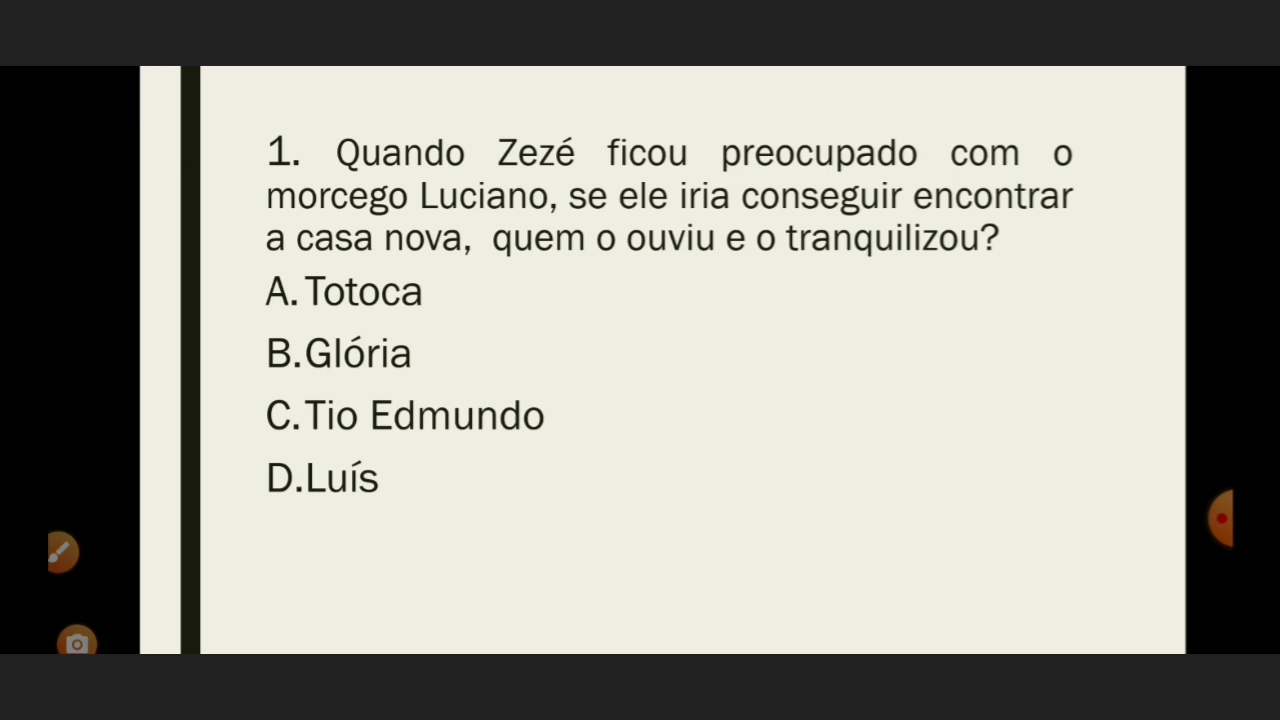 1. Quando Zezé ficou preocupado com o
morcego Luciano, se ele iria conseguir encontrar
a casa nova, quem o ouviu e o tranquilizou?
A. Totoca
B.Glória
C.Tio Edmundo
D.Luís